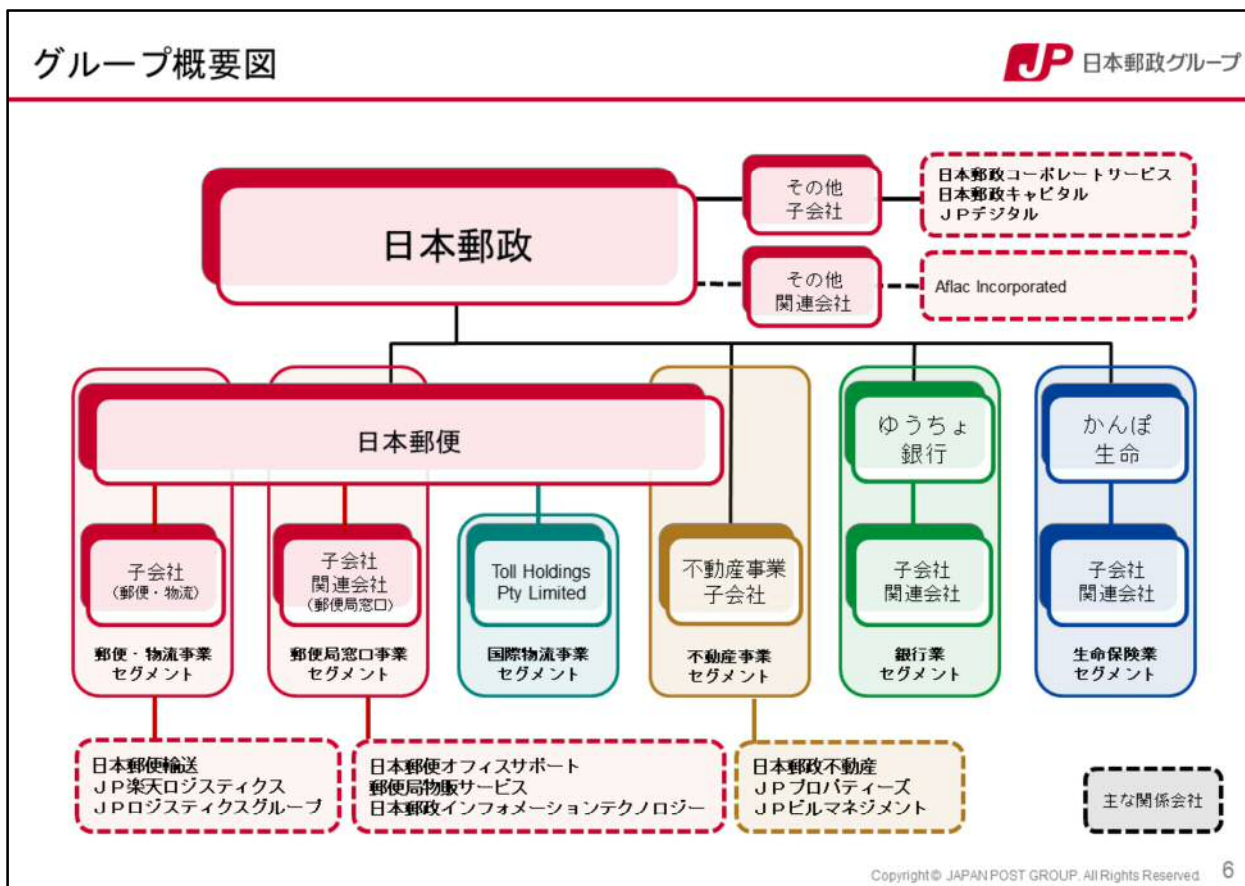 グループ概要図
JP 日本郵政グループ
日本郵政
その他
子会社
日本郵政コーポレートサービス
日本郵政キャピタル
ＪＰデジタル
その他
関連会社
Aflac Incorporated
日本郵便
ゆうちょ
銀行
かんぽ
生命
子会社
（郵便・物流）
子会社
関連会社
（郵便局窓口）
Toll Holdings
Pty Limited
不動産事業
子会社
子会社
関連会社
子会社
関連会社
郵便・物流事業
セグメント
郵便局窓口事業
セグメント
国際物流事業
セグメント
不動産事業
セグメント
銀行業
セグメント
生命保険業
セグメント
日本郵便輸送
ＪＰ楽天ロジスティクス
ＪＰロジスティクスグループ
日本郵便オフィスサポート
郵便局物販サービス
日本郵政インフォメーションテクノロジー
日本郵政不動産
ＪＰプロパティーズ
ＪＰビルマネジメント
主な関係会社
Copyright © JAPAN POST GROUP. All Rights Reserved. 6